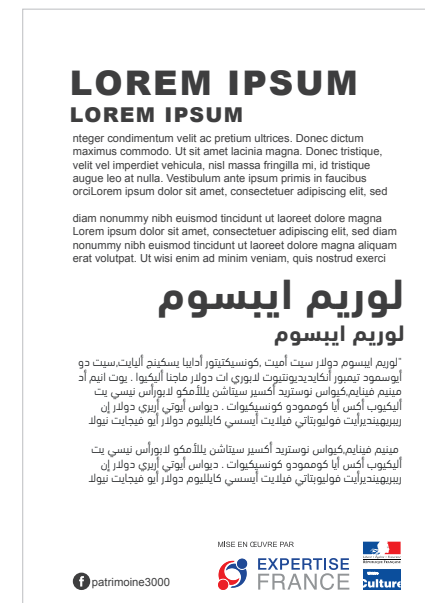 LOREM IPSUM
LOREM IPSUM
nteger condimentum velit ac pretium ultrices. Donec dictum
maximus commodo. Ut sit amet lacinia magna. Donec tristique,
velit vel imperdiet vehicula, nisl massa fringilla mi, id tristique
augue leo at nulla. Vestibulum ante ipsum primis in faucibus
orciLorem ipsum dolor sit amet, consectetuer adipiscing elit, sed
diam nonummy nibh euismod tincidunt ut laoreet dolore magna
Lorem ipsum dolor sit amet, consectetuer adipiscing elit, sed diam
nonummy nibh euismod tincidunt ut laoreet dolore magna aliquam
erat volutpat. Ut wisi enim ad minim veniam, quis nostrud exerci
لوريم ايبسوم
لوريم ايبسوم
"لوريم ايبسوم دولار سيت أميت ,كونسيكتيتور أدايبا يسكينج أليايت,سيت دو
أيوسمود تيمبور أنكايديديونتيوت لابوري ات دولار ماجنا أليكيوا . يوت انيم أد
مينيم فينايم,كيواس نوستريد أكسير سيتاشن يللأمكو لابورأس نيسي يت
أليكيوب أكس أيا كوممودو كونسيكيوات . ديواس أيوتي أريري دولار إن
ريبريهينديرأيت فوليوبتاتي فيلايت أيسسي كايلليوم دولار أيو فيجايت نيولا
مينيم فينايم,كيواس نوستريد أكسير سيتاشن يللأمكو لابورأس نيسي يت
أليكيوب أكس أيا كوممودو كونسيكيوات . ديواس أيوتي أريري دولار إن
ريبريهينديرأيت فوليوبتاتي فيلايت أيسسي كايلليوم دولار أيو فيجايت نيولا
MISE EN ŒUVRE PAR
EXPERTISE
FRANCE
RÉPUBLIQUE FRANÇAISE
Culture
patrimoine3000